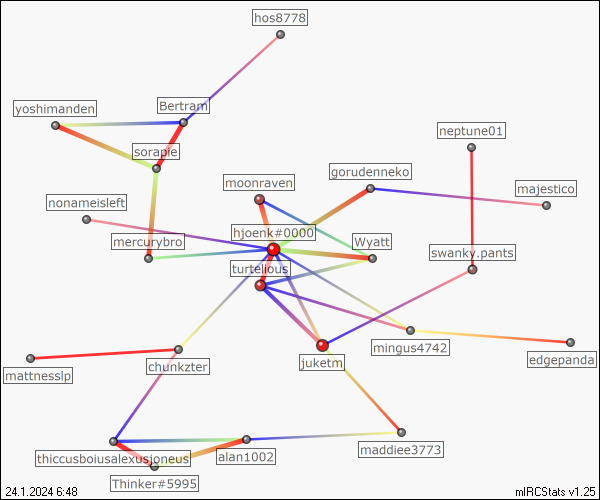 hos8778
yoshimanden
Bertram
neptune01
sorapie
gorudenneko
moonraven
majestico
nonameisleft
hjoenk#0000
mercurybro
Wyatt
swanky.pants
turtelious
mingus4742
edgepanda
juketm
chunkzter
mattnesslp
maddiee3773
thiccusboiusalexusjoneus
alan1002
Thinker#5995
24.1.2024 6:48
mIRCStats v1.25